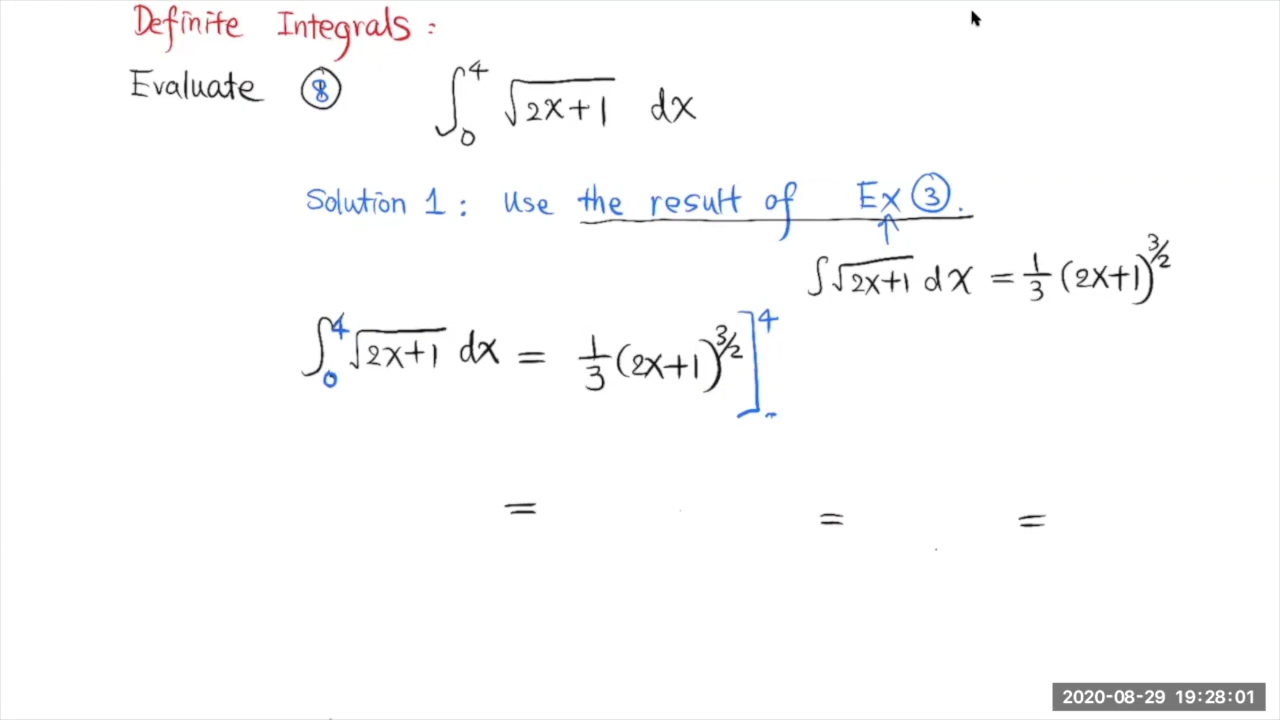 Definite Integrals :
Evaluate ⑧ ∫₀⁴ √(2x+1) dx
Solution 1 : Use the result of Ex ③.
∫√(2x+1) dx = 1/3 (2x+1)^(3/2)
∫₀⁴ √(2x+1) dx = 1/3 (2x+1)^(3/2) ]⁴
= = =
2020-08-29 19:28:01